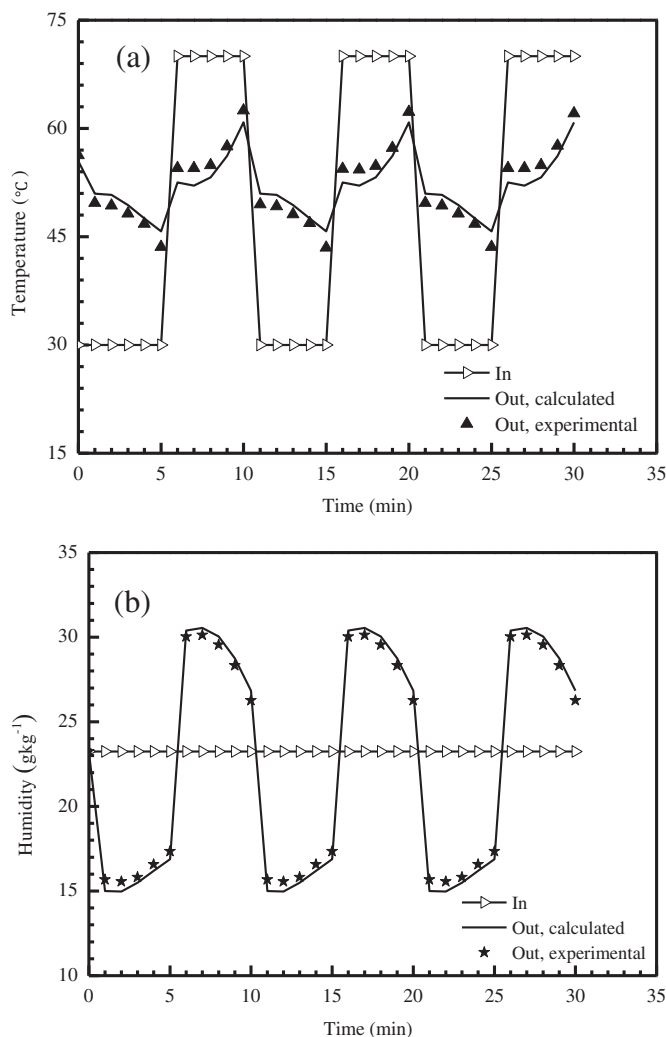 75
(a)
60
45
30
15
Temperature (℃)
In
Out, calculated
Out, experimental
0 5 10 15 20 25 30 35
Time (min)
35
(b)
30
25
20
15
10
Humidity (gkg⁻¹)
In
Out, calculated
Out, experimental
0 5 10 15 20 25 30 35
Time (min)